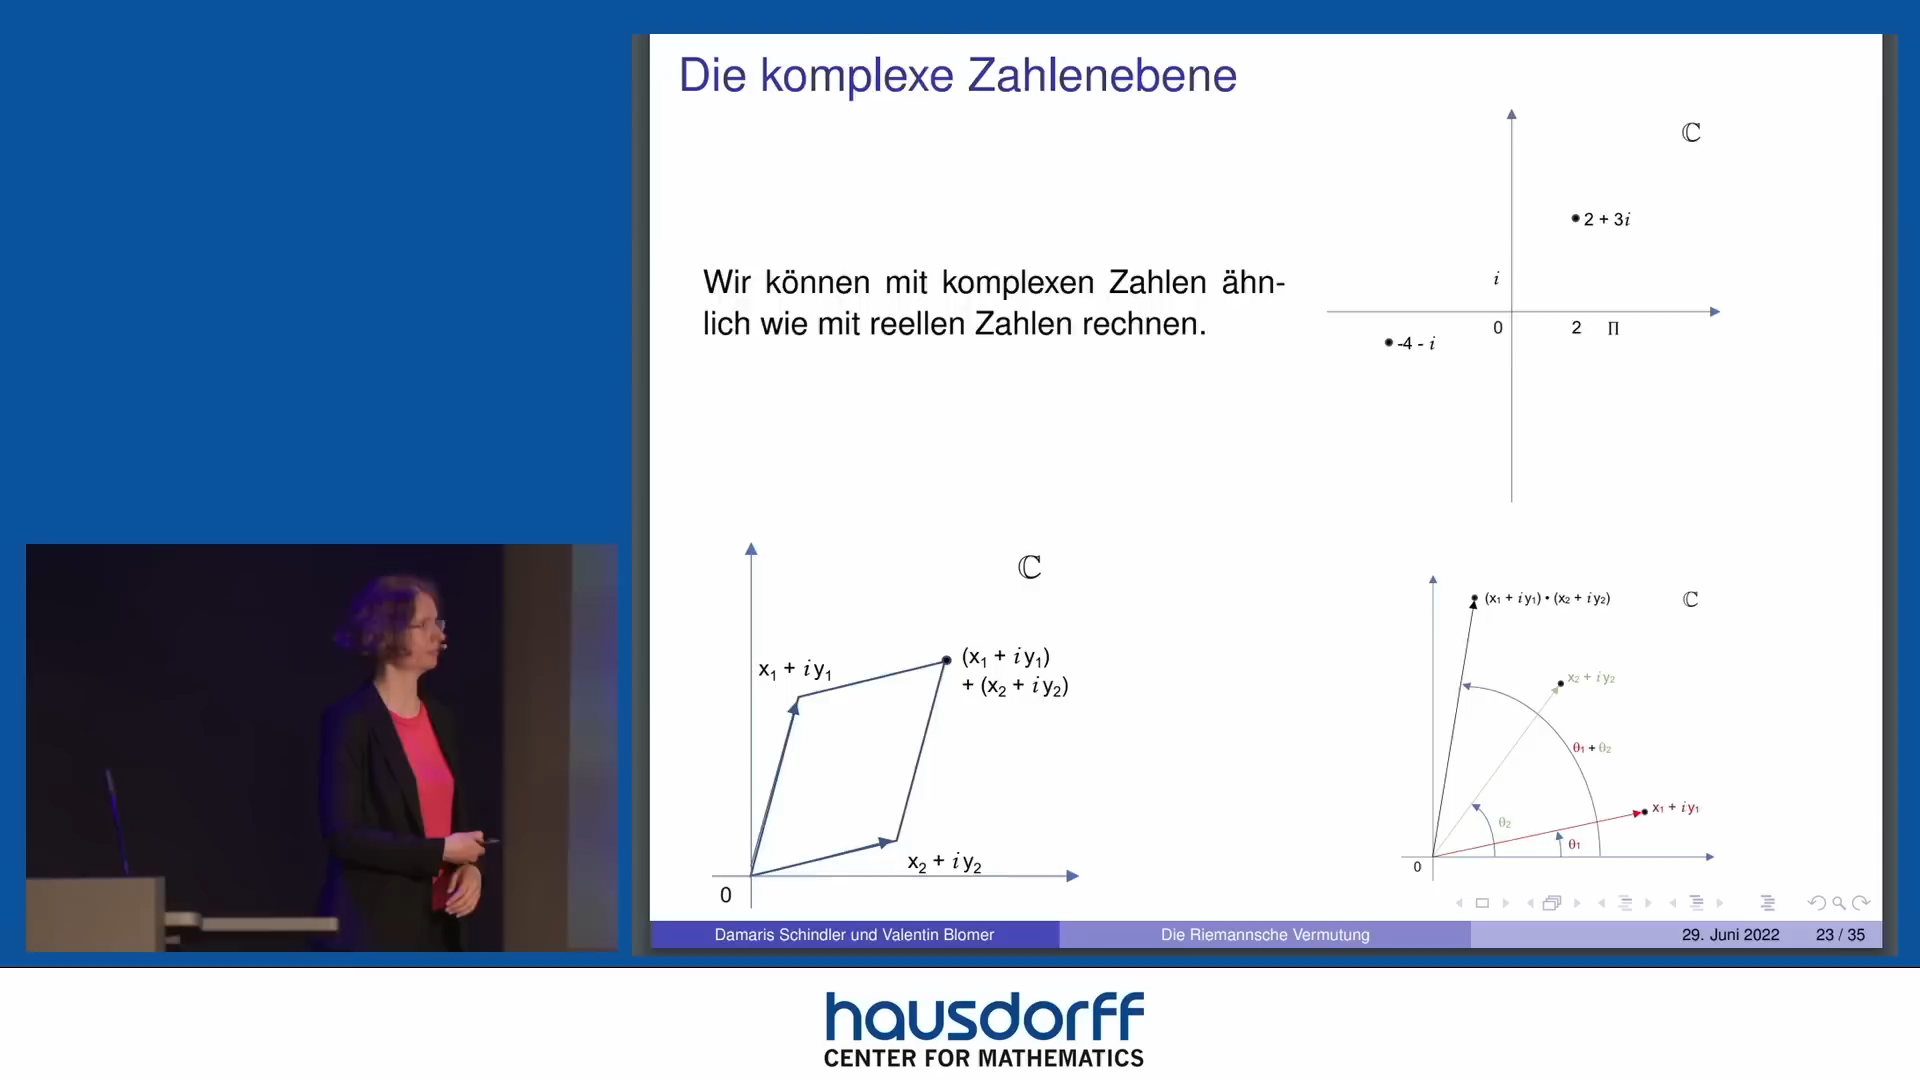 Die komplexe Zahlenebene
ℂ
2 + 3i
Wir können mit komplexen Zahlen ähn-
lich wie mit reellen Zahlen rechnen.
i
0 2 Π
-4 - i
ℂ
x₁ + iy₁
(x₁ + iy₁)
+ (x₂ + iy₂)
x₂ + iy₂
0
(x₁ + iy₁) • (x₂ + iy₂)
ℂ
x₂ + iy₂
θ₁ + θ₂
x₁ + iy₁
θ₂
θ₁
0
Damaris Schindler und Valentin Blomer Die Riemannsche Vermutung 29. Juni 2022 23 / 35
hausdorff
CENTER FOR MATHEMATICS